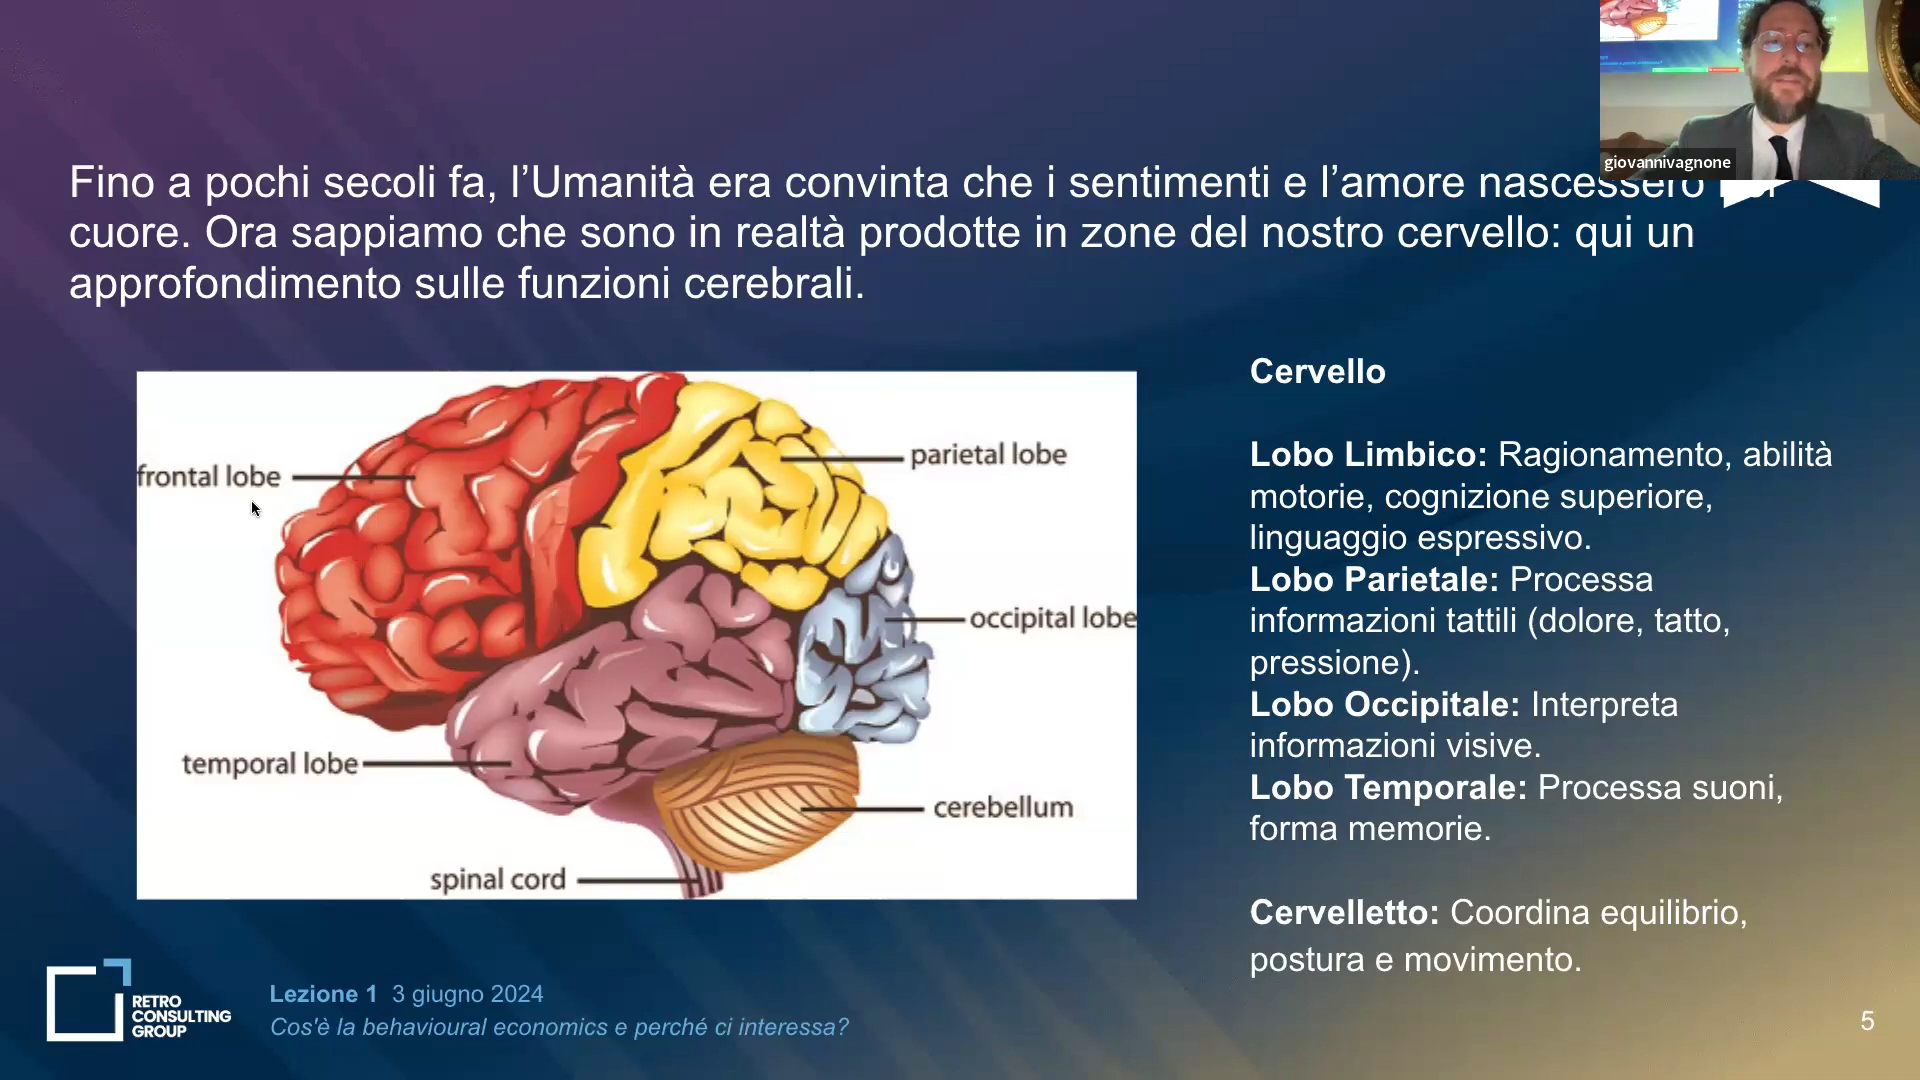 giovannivagnone
Fino a pochi secoli fa, l’Umanità era convinta che i sentimenti e l’amore nascessero
cuore. Ora sappiamo che sono in realtà prodotte in zone del nostro cervello: qui un
approfondimento sulle funzioni cerebrali.
frontal lobe
parietal lobe
occipital lobe
temporal lobe
cerebellum
spinal cord
Cervello
Lobo Limbico: Ragionamento, abilità
motorie, cognizione superiore,
linguaggio espressivo.
Lobo Parietale: Processa
informazioni tattili (dolore, tatto,
pressione).
Lobo Occipitale: Interpreta
informazioni visive.
Lobo Temporale: Processa suoni,
forma memorie.
Cervelletto: Coordina equilibrio,
postura e movimento.
RETRO
CONSULTING
GROUP
Lezione 1 3 giugno 2024
Cos'è la behavioural economics e perché ci interessa?
5